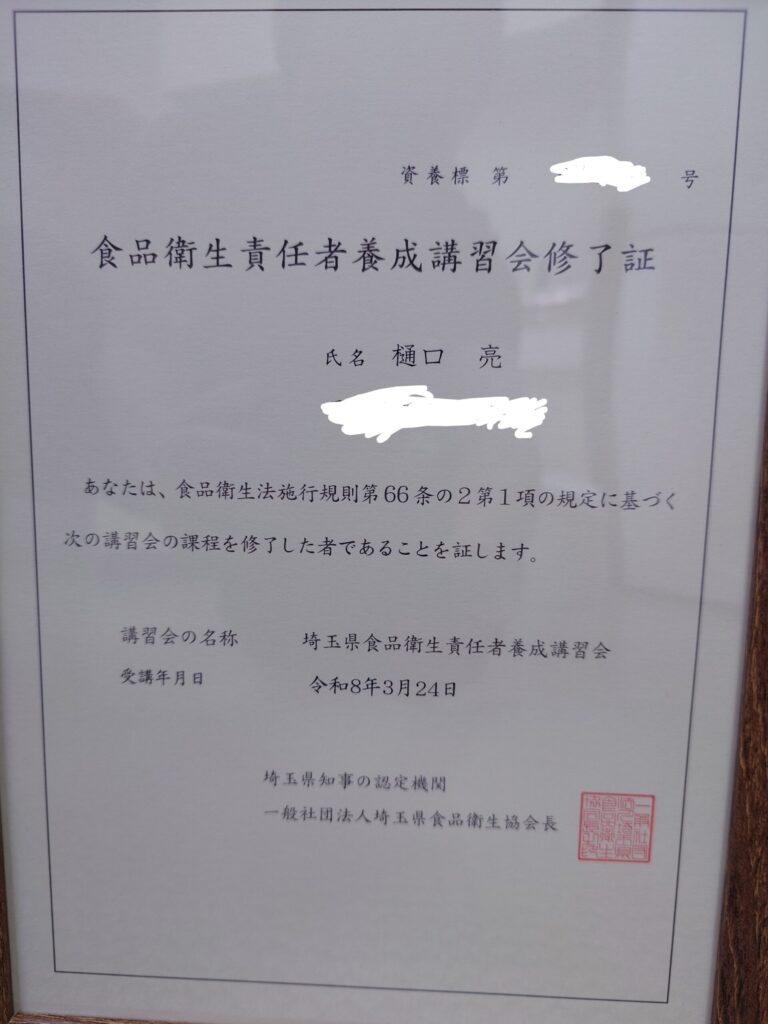 資養標 第 号
食品衛生責任者養成講習会修了証
氏名 樋口 亮
あなたは、食品衛生法施行規則第66条の2第1項の規定に基づく
次の講習会の課程を修了した者であることを証します。
講習会の名称 埼玉県食品衛生責任者養成講習会
受講年月日 令和8年3月24日
埼玉県知事の認定機関
一般社団法人埼玉県食品衛生協会長